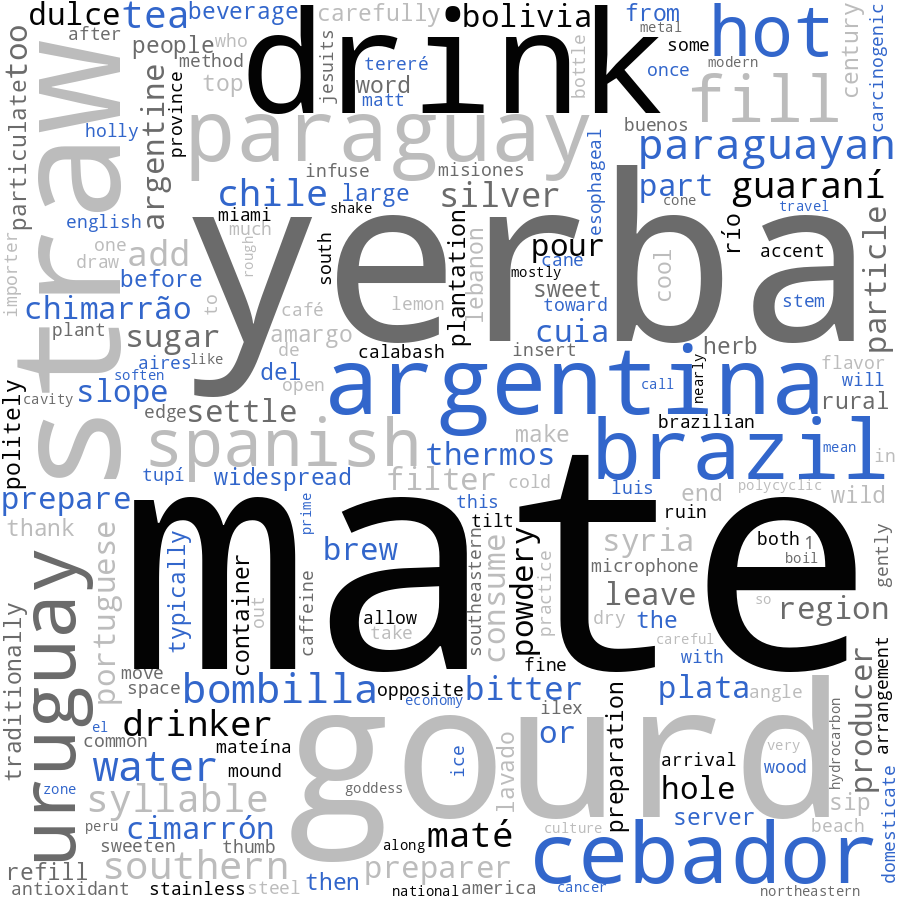 dulce
tea
beverage
carefully
bolivia
from
metal
hot
century
carcinogenic
after
people
who
method
top
drink
jesuits
tereré
word
matt
bottle
some
once
modern
too
straw
holly
argentine
province
paraguay
fill
buenos
paraguayan
particulate
infuse
misiones
esophageal
english
chile
large
silver
part
cone
guaraní
travel
miami
shake
much
rough
yerba
south
río
accent
particle
draw
one
add
before
to
pour
cane
mostly
cool
importer
chimarrão
café
lemon
plantation
lebanon
sweet
toward
stem
plant
sugar
amargo
calabash
cuia
herb
de
insert
aires
like
soften
del
open
argentina
nearly
call
flavor
will
slope
cavity
edge
settle
rural
politely
spanish
make
brazilian
brazil
mean
in
thermos
tupí
widespread
filter
cold
luis
end
polycyclic
wild
prepare
prime
this
ruin
thank
mate
tilt
both
1
boil
gently
portuguese
typically
brew
syria
microphone
container
out
caffeine
allow
take
southeastern
consume
powdery
practice
leave
so
region
uruguay
dry
the
careful
traditionally
move
space
fine
with
bombilla
opposite
economy
bitter
ilex
plata
angle
producer
arrangement
el
common
drinker
mateína
gourd
or
preparation
very
hydrocarbon
water
mound
ice
arrival
wood
zone
goddess
lavado
hole
syllable
sip
domesticate
peru
cimarrón
maté
culture
server
beach
sweeten
thumb
along
cebador
southern
preparer
refill
antioxidant
stainless
steel
then
national
america
cancer
northeastern